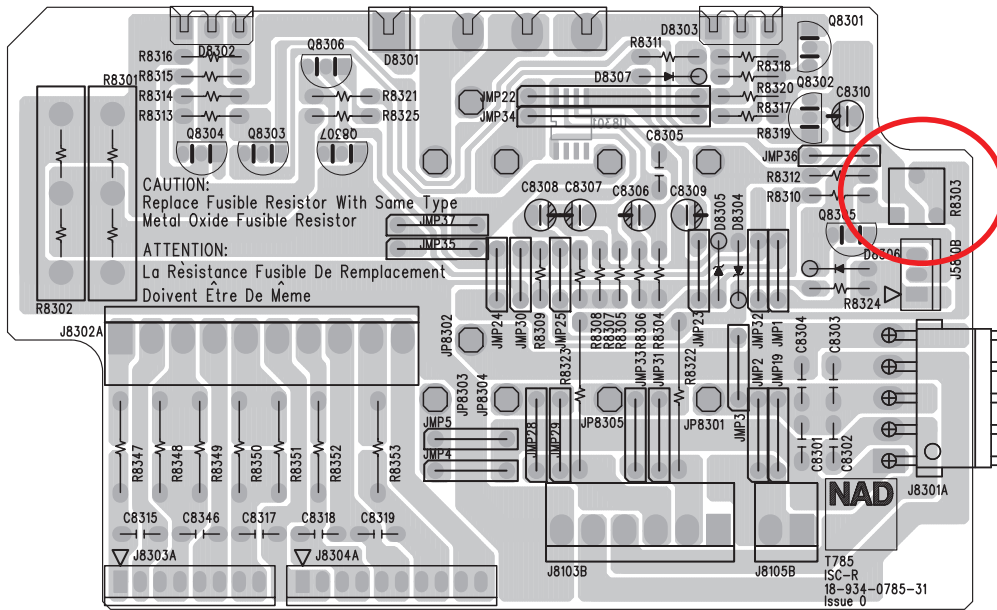 D8302
D8301
D8303
Q8301
R8316
R8315
R8314
R8313
Q8306
R8311
D8307
R8318
R8320
R8317
R8319
Q8302
C8310
R8301
R8321
R8325
JMP22
JMP34
U8301
C8305
Q8304
Q8303
Q8307
JMP36
R8312
R8310
R8303
CAUTION:
Replace Fusible Resistor With Same Type
Metal Oxide Fusible Resistor
ATTENTION:
La Rèsistance Fusible De Remplacement
Doivent Être De Meme
JMP37
JMP35
C8308
C8307
C8306
C8309
D8305
D8304
Q8305
D8306
J5810B
R8324
R8302
J8302A
JP8302
JMP24
JMP30
R8309
JMP25
R8308
R8307
R8305
R8306
R8304
JMP23
JMP32
JMP1
C8304
C8303
R8323
JMP33
JMP31
R8322
JMP2
JMP19
JP8303
JP8304
JMP5
JMP4
JMP28
JMP29
JP8305
JP8301
JMP3
C8301
C8302
R8347
R8348
R8349
R8350
R8351
R8352
R8353
C8315
C8346
C8317
C8318
C8319
J8303A
J8304A
J8103B
J8105B
J8301A
NAD
T785
ISC-R
18-934-0785-31
Issue 0